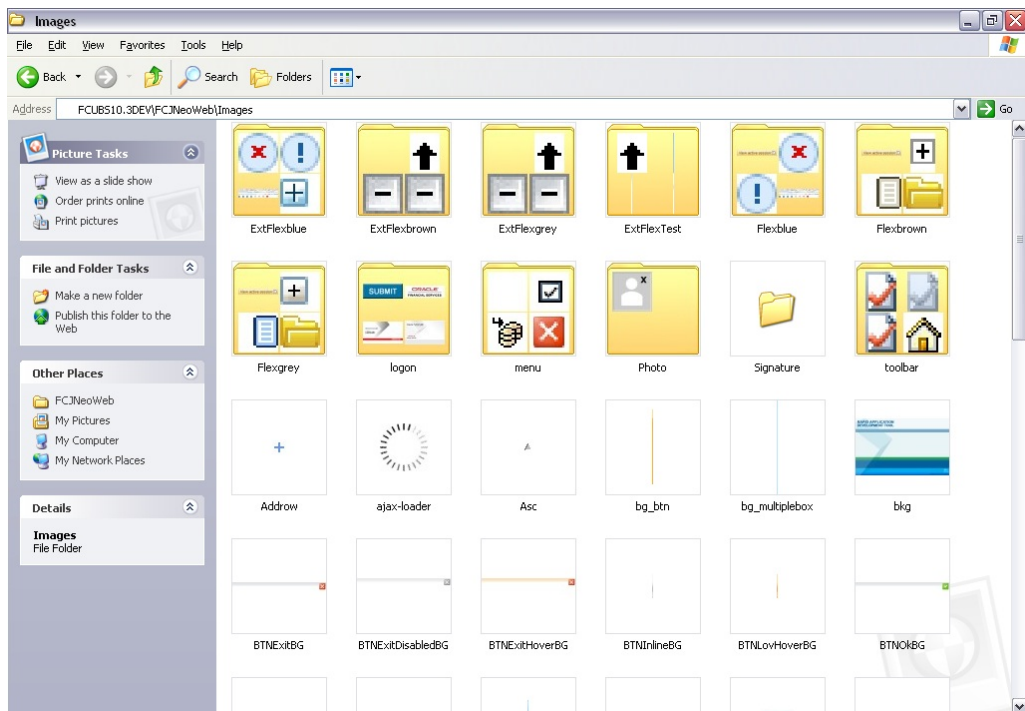 Images
File Edit View Favorites Tools Help
Back Search Folders
Address FCUBS10.3DEV\FCJNeoWeb\Images Go
Picture Tasks
View as a slide show
Order prints online
Print pictures
File and Folder Tasks
Make a new folder
Publish this folder to the
Web
Other Places
FCJNeoWeb
My Pictures
My Computer
My Network Places
Details
Images
File Folder
ExtFlexblue ExtFlexbrown ExtFlexgrey ExtFlexTest Flexblue Flexbrown
SUBMIT ORACLE
FINANCIAL SERVICES
Flexgrey logon menu Photo Signature toolbar
Addrow ajax-loader Asc bg_btn bg_multiplebox bkg
BTNExitBG BTNExitDisabledBG BTNExitHoverBG BTNInlineBG BTNLovHoverBG BTNOkBG